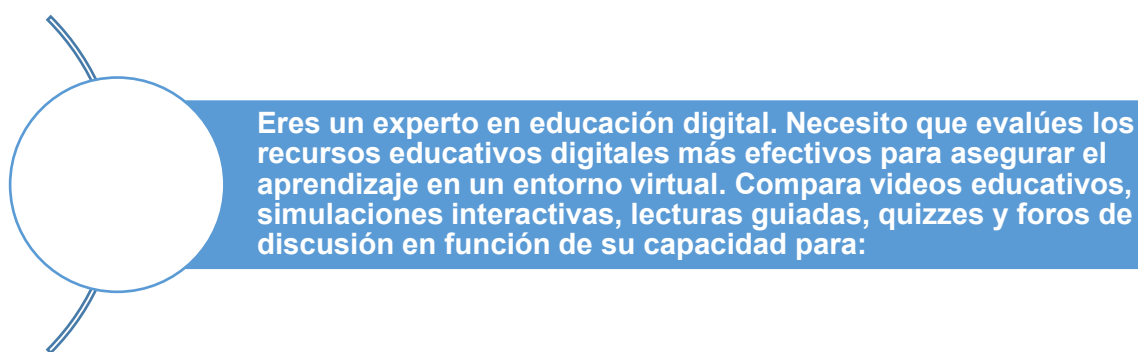 Eres un experto en educación digital. Necesito que evalúes los
recursos educativos digitales más efectivos para asegurar el
aprendizaje en un entorno virtual. Compara videos educativos,
simulaciones interactivas, lecturas guiadas, quizzes y foros de
discusión en función de su capacidad para: